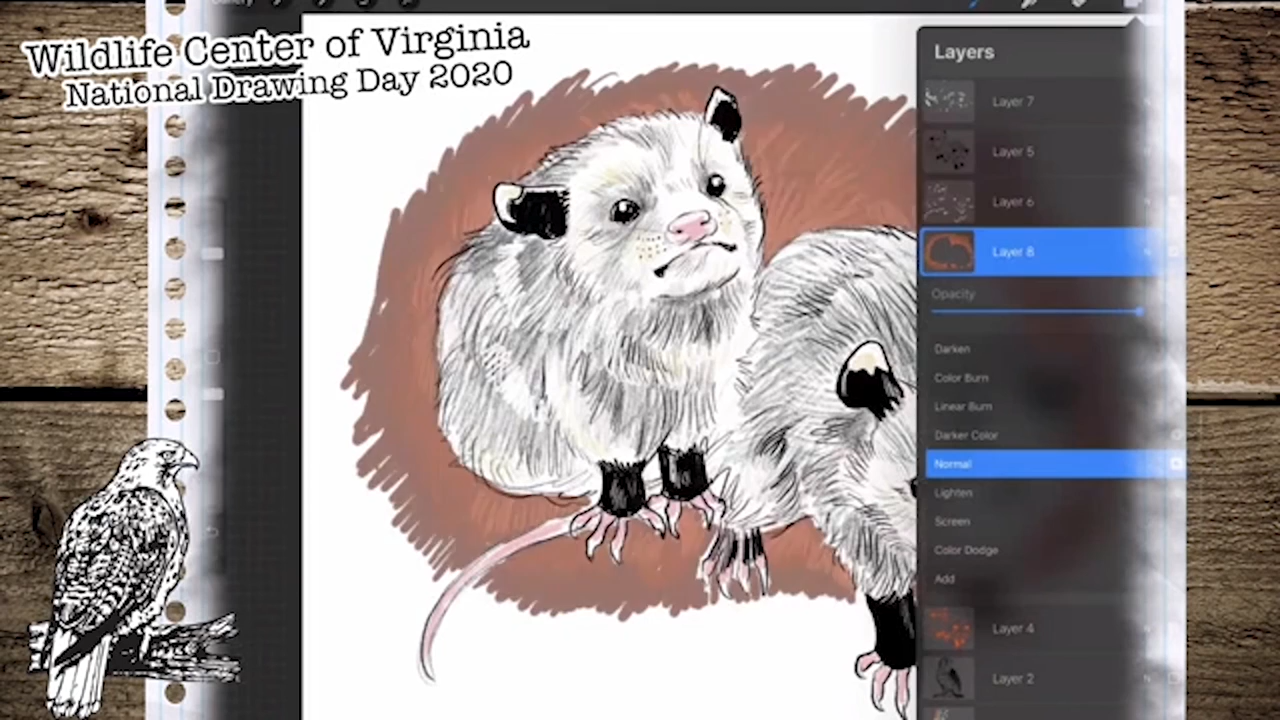 Wildlife Center of Virginia
National Drawing Day 2020
Layers
Layer 7
Layer 5
Layer 6
Layer 8
Opacity
Darken
Color Burn
Linear Burn
Darker Color
Normal
Lighten
Screen
Color Dodge
Add
Layer 4
Layer 2